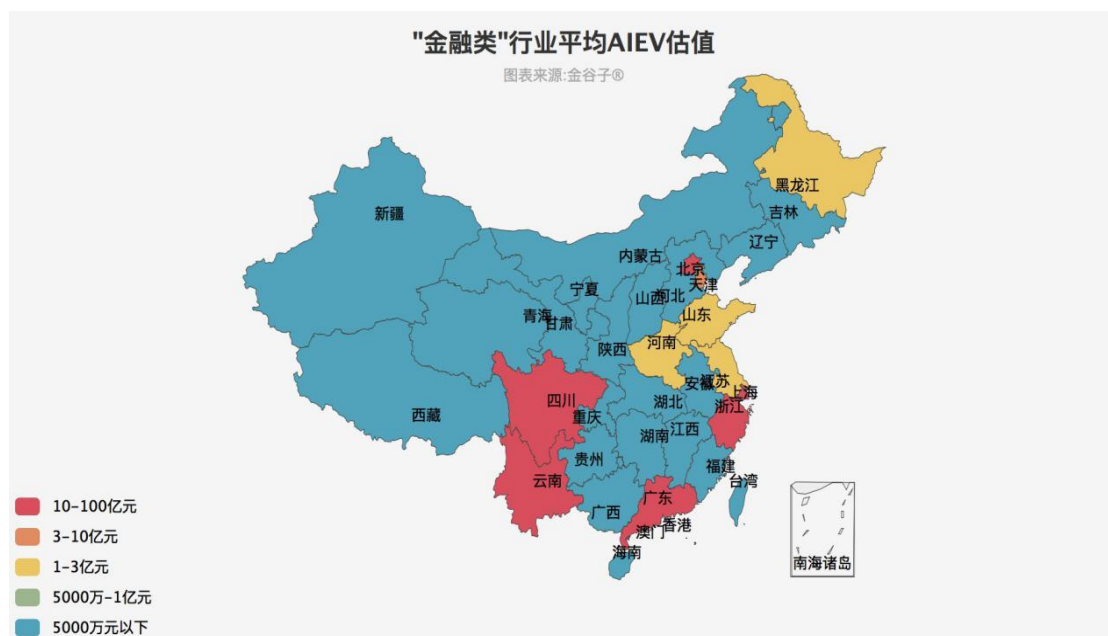 "金融类"行业平均AIEV估值
图表来源:金谷子®
黑龙江
吉林
新疆
辽宁
内蒙古
北京
天津
宁夏
山西
河北
青海
甘肃
山东
河南
陕西
安徽
江苏
上海
四川
湖北
浙江
西藏
重庆
湖南
江西
贵州
福建
云南
台湾
广东
广西
香港
澳门
海南
南海诸岛
10-100亿元
3-10亿元
1-3亿元
5000万-1亿元
5000万元以下